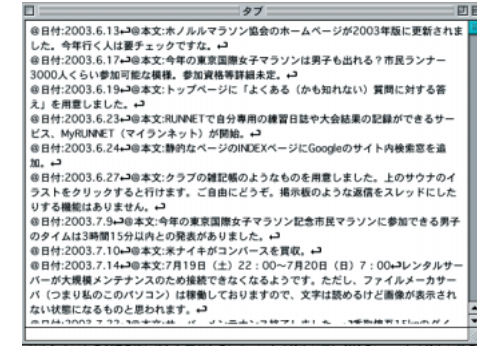 タブ
@日付:2003.6.13↩@本文:ホノルルマラソン協会のホームページが2003年版に更新されま
した。今年行く人は要チェックですな。↩
@日付:2003.6.17↩@本文:今年の東京国際女子マラソンは男子も出れる?市民ランナー
3000人くらい参加可能な模様。参加資格等詳細未定。↩
@日付:2003.6.19↩@本文:トップページに「よくある(かも知れない)質問に対する答
え」を用意しました。↩
@日付:2003.6.23↩@本文:RUNNETで自分専用の練習日誌や大会結果の記録ができるサー
ビス、MyRUNNET(マイランネット)が開始。↩
@日付:2003.6.24↩@本文:静的なページのINDEXページにGoogleのサイト内検索窓を追
加。↩
@日付:2003.6.27↩@本文:クラブの雑記帳のようなものを用意しました。上のサウナのイ
ラストをクリックすると行けます。ご自由にどうぞ。掲示板のような返信をスレッドにした
りする機能はありません。↩
@日付:2003.7.9↩@本文:今年の東京国際女子マラソン記念市民マラソンに参加できる男子
のタイムは3時間15分以内との発表がありました。↩
@日付:2003.7.10↩@本文:米ナイキがコンバースを買収。↩
@日付:2003.7.14↩@本文:7月19日(土)22:00〜7月20日(日)7:00↩レンタルサー
バーが大規模メンテナンスのため接続できなくなるようです。ただし、ファイルメーカサー
バ(つまり私のこのパソコン)は稼働しておりますので、文字は読めるけど画像が表示され
ない状態になるものと思われます。↩
@日付:2003.7.22↩@本文:サーバーメンテナンス終了しました。